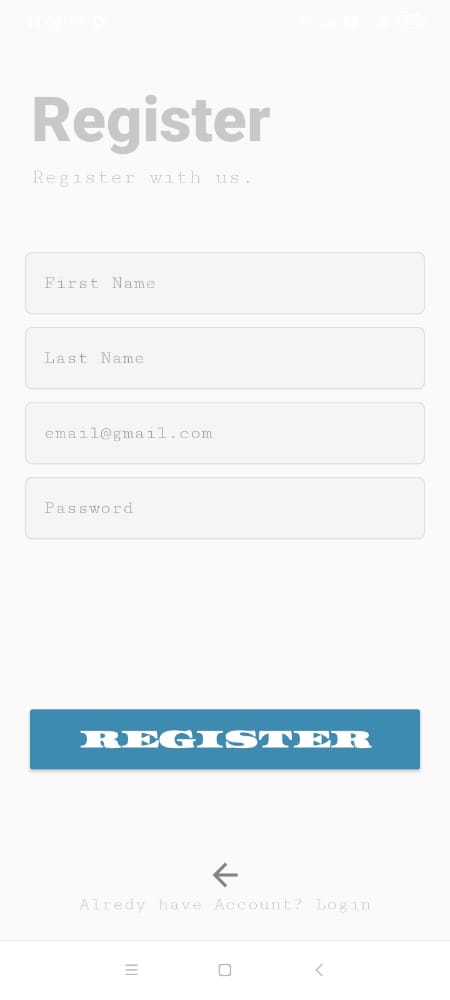 Register
Register with us.
First Name
Last Name
email@gmail.com
Password
REGISTER
Alredy have Account? Login